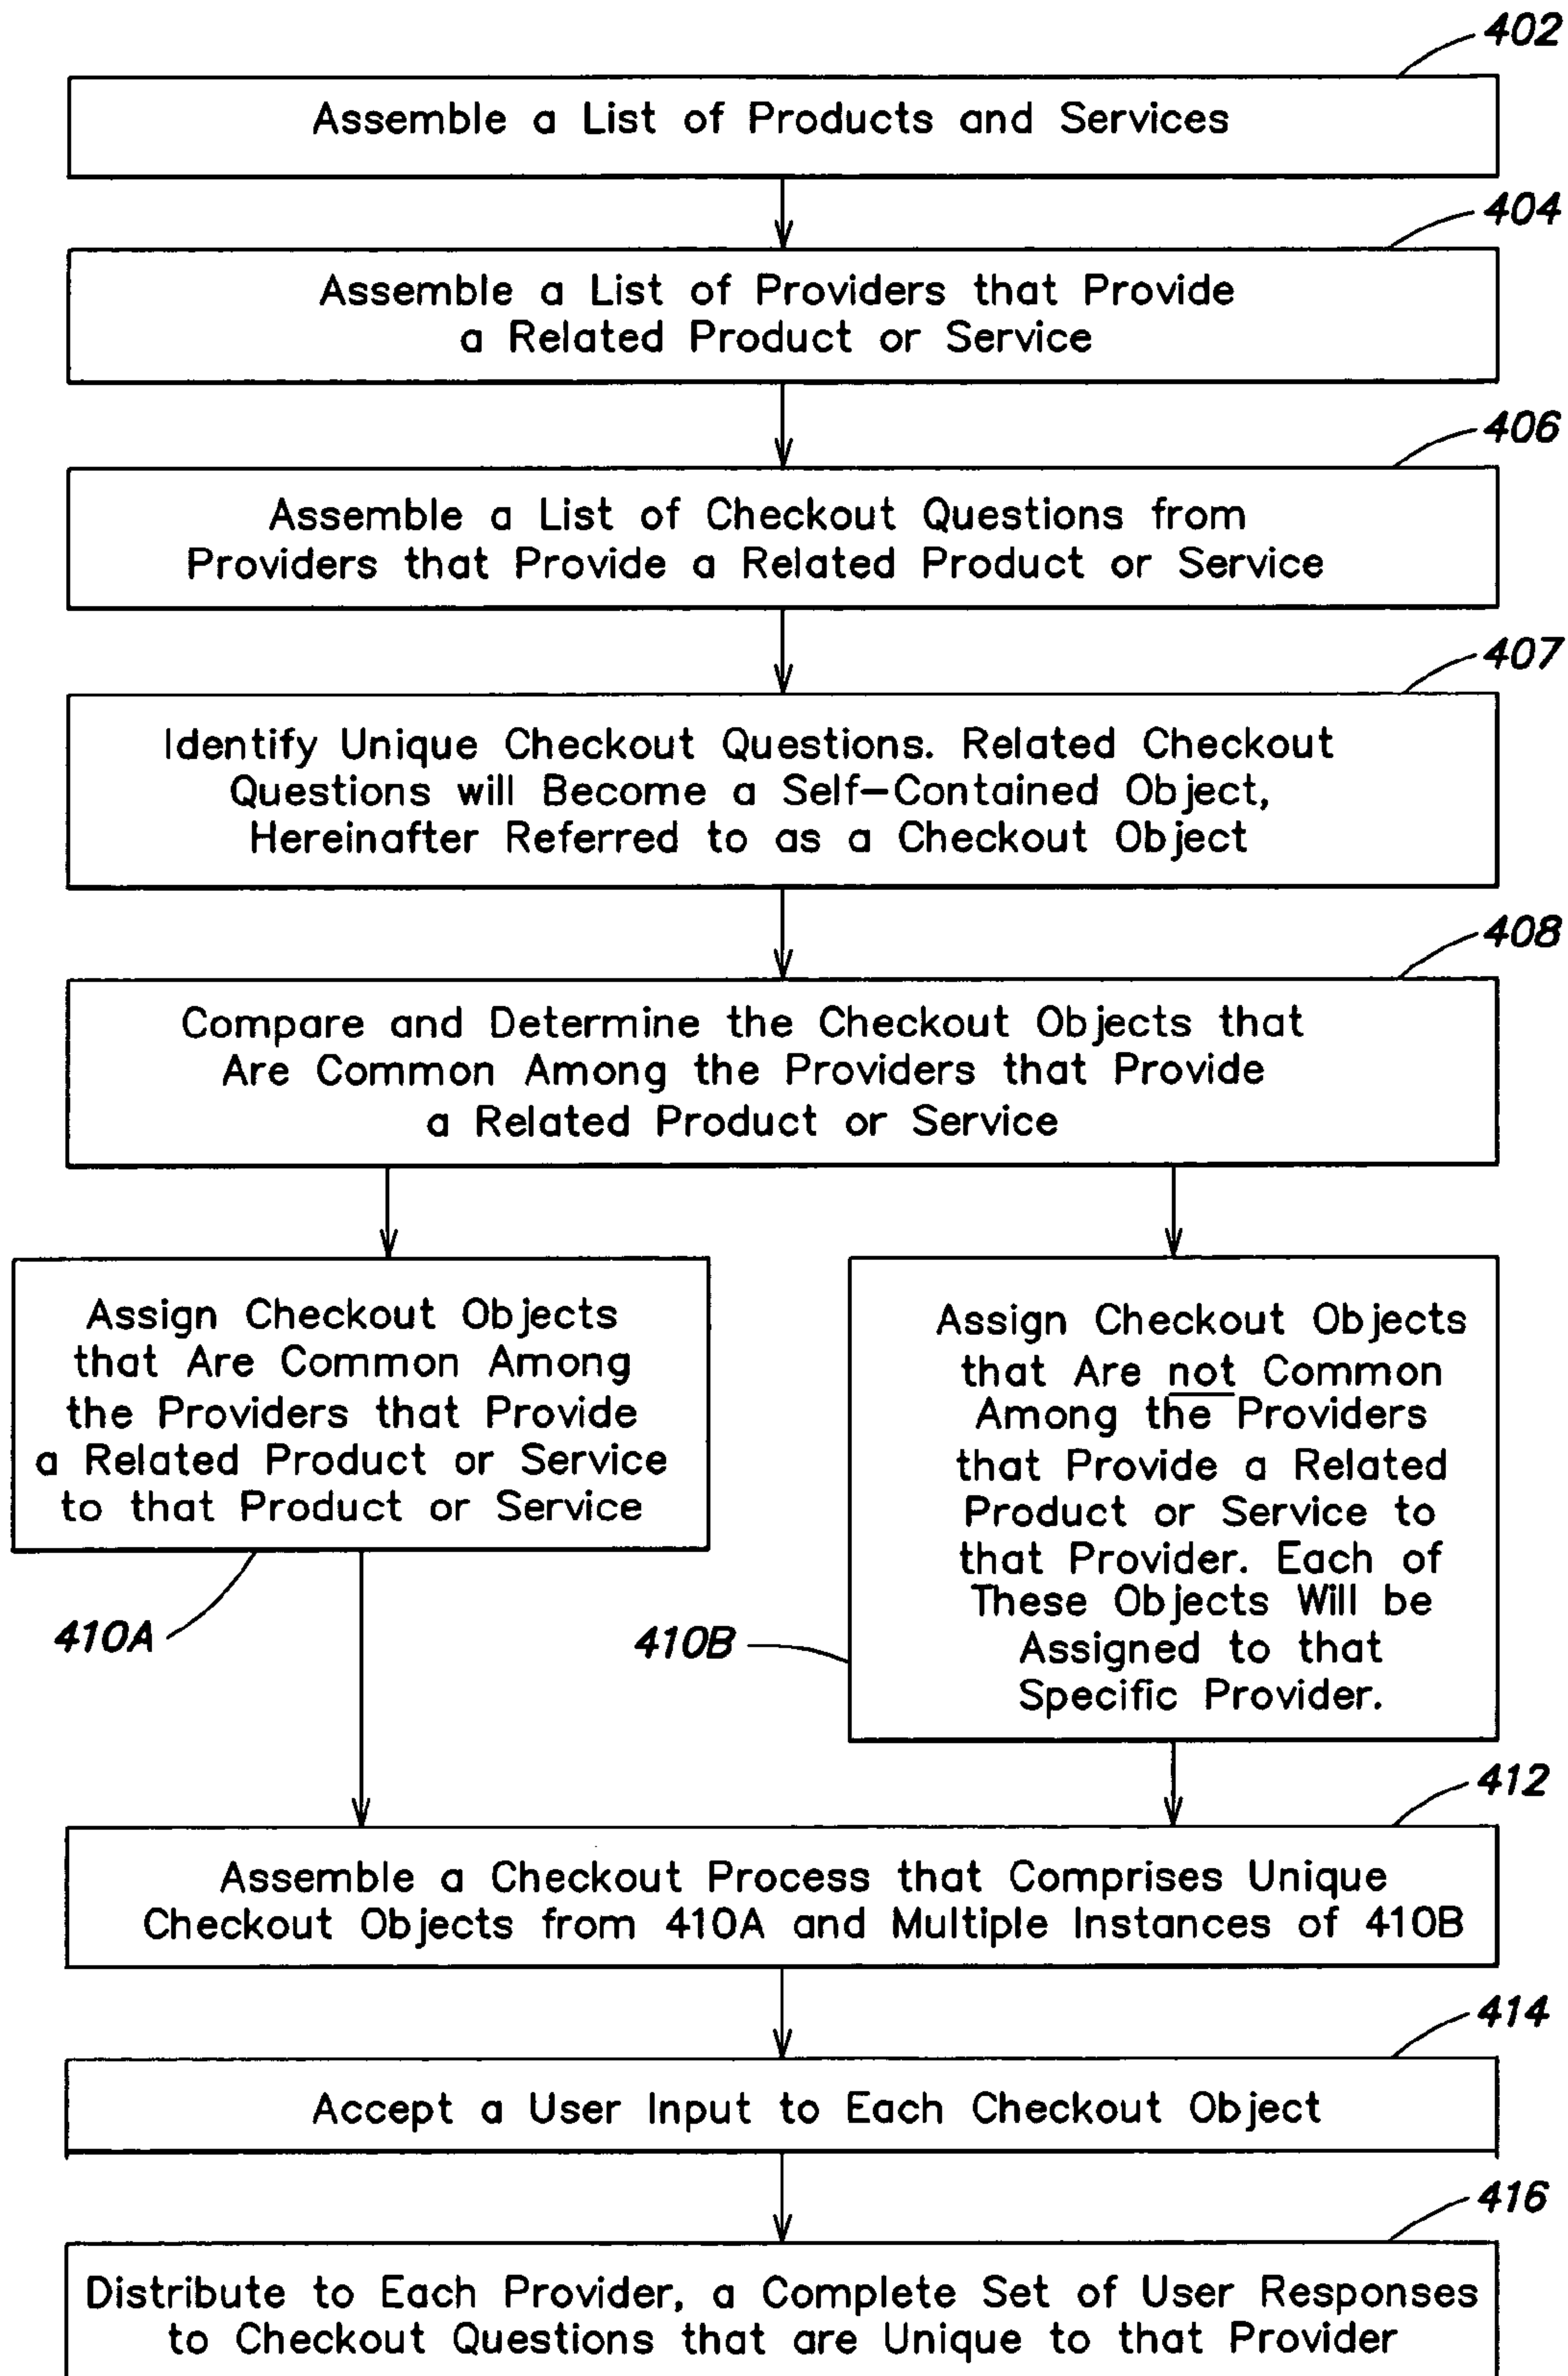 402
Assemble a List of Products and Services
404
Assemble a List of Providers that Provide
a Related Product or Service
406
Assemble a List of Checkout Questions from
Providers that Provide a Related Product or Service
407
Identify Unique Checkout Questions. Related Checkout
Questions will Become a Self-Contained Object,
Hereinafter Referred to as a Checkout Object
408
Compare and Determine the Checkout Objects that
Are Common Among the Providers that Provide
a Related Product or Service
Assign Checkout Objects
that Are Common Among
the Providers that Provide
a Related Product or Service
to that Product or Service
410A
Assign Checkout Objects
that Are not Common
Among the Providers
that Provide a Related
Product or Service to
that Provider. Each of
These Objects Will be
Assigned to that
Specific Provider.
410B
412
Assemble a Checkout Process that Comprises Unique
Checkout Objects from 410A and Multiple Instances of 410B
414
Accept a User Input to Each Checkout Object
416
Distribute to Each Provider, a Complete Set of User Responses
to Checkout Questions that are Unique to that Provider